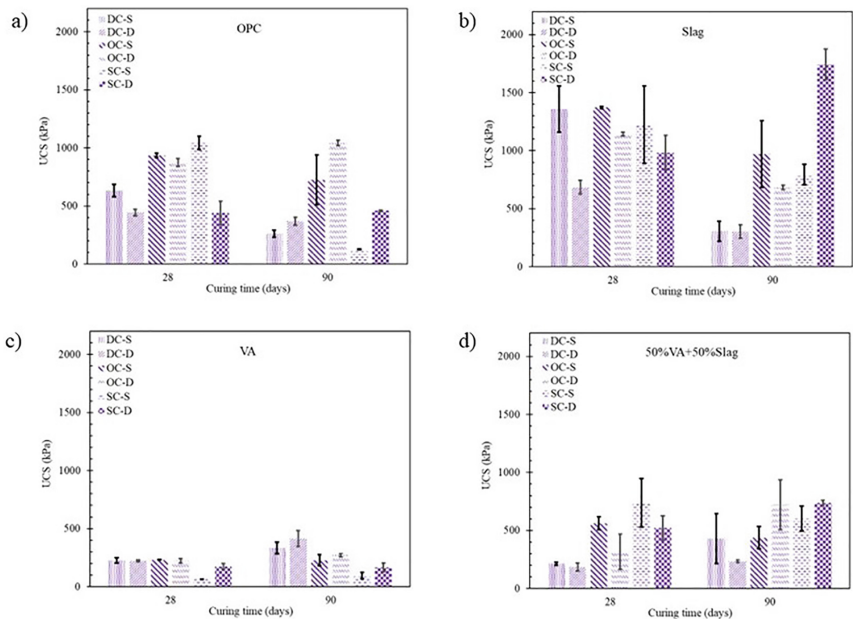 a)
OPC
DC-S
DC-D
OC-S
OC-D
SC-S
SC-D
2000
1500
1000
500
0
UCS (kPa)
28
90
Curing time (days)
b)
Slag
DC-S
DC-D
OC-S
OC-D
SC-S
SC-D
2000
1500
1000
500
0
UCS (kPa)
28
90
Curing time (days)
c)
VA
DC-S
DC-D
OC-S
OC-D
SC-S
SC-D
2000
1500
1000
500
0
UCS (kPa)
28
90
Curing time (days)
d)
50%VA+50%Slag
DC-S
DC-D
OC-S
OC-D
SC-S
SC-D
2000
1500
1000
500
0
UCS (kPa)
28
90
Curing time (days)